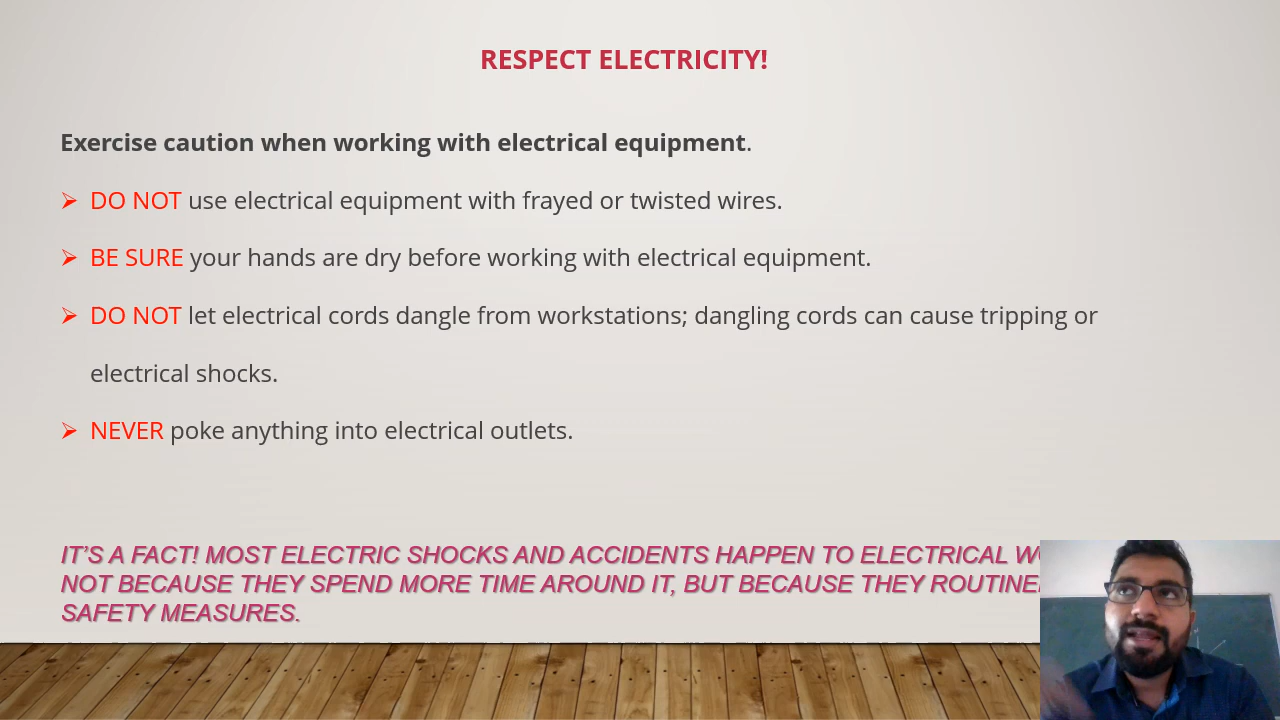 RESPECT ELECTRICITY!
Exercise caution when working with electrical equipment.
DO NOT use electrical equipment with frayed or twisted wires.
BE SURE your hands are dry before working with electrical equipment.
DO NOT let electrical cords dangle from workstations; dangling cords can cause tripping or
electrical shocks.
NEVER poke anything into electrical outlets.
IT’S A FACT! MOST ELECTRIC SHOCKS AND ACCIDENTS HAPPEN TO ELECTRICAL
NOT BECAUSE THEY SPEND MORE TIME AROUND IT, BUT BECAUSE THEY
SAFETY MEASURES.